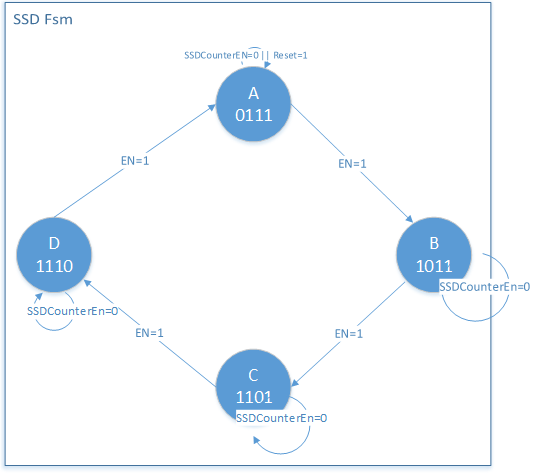 SSD Fsm
SSDCounterEN=0 || Reset=1
A
0111
EN=1
EN=1
D
1110
B
1011
SSDCounterEn=0
SSDCounterEn=0
EN=1
EN=1
C
1101
SSDCounterEn=0